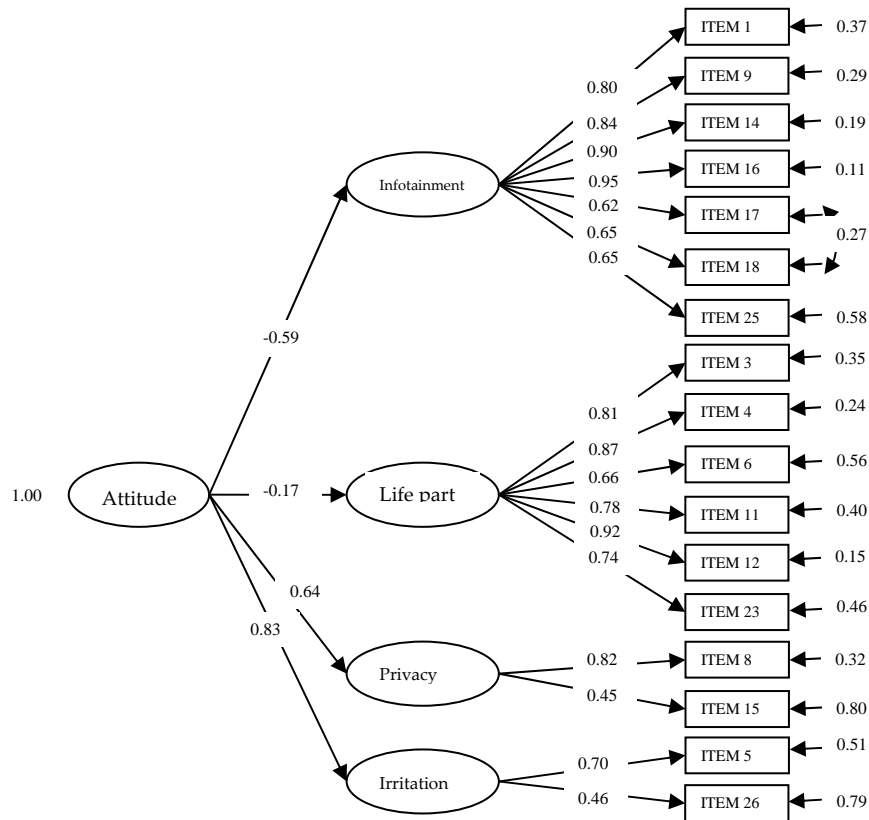 ITEM 1
0.37
ITEM 9
0.29
0.80
ITEM 14
0.19
0.84
0.90
ITEM 16
0.11
Infotainment
0.95
0.62
ITEM 17
0.65
0.27
0.65
ITEM 18
ITEM 25
0.58
-0.59
ITEM 3
0.35
0.81
ITEM 4
0.24
0.87
ITEM 6
0.56
0.66
1.00
Attitude
-0.17
Life part
0.78
ITEM 11
0.40
0.92
0.74
ITEM 12
0.15
0.64
ITEM 23
0.46
0.83
0.82
ITEM 8
0.32
Privacy
0.45
ITEM 15
0.80
0.70
ITEM 5
0.51
Irritation
0.46
ITEM 26
0.79